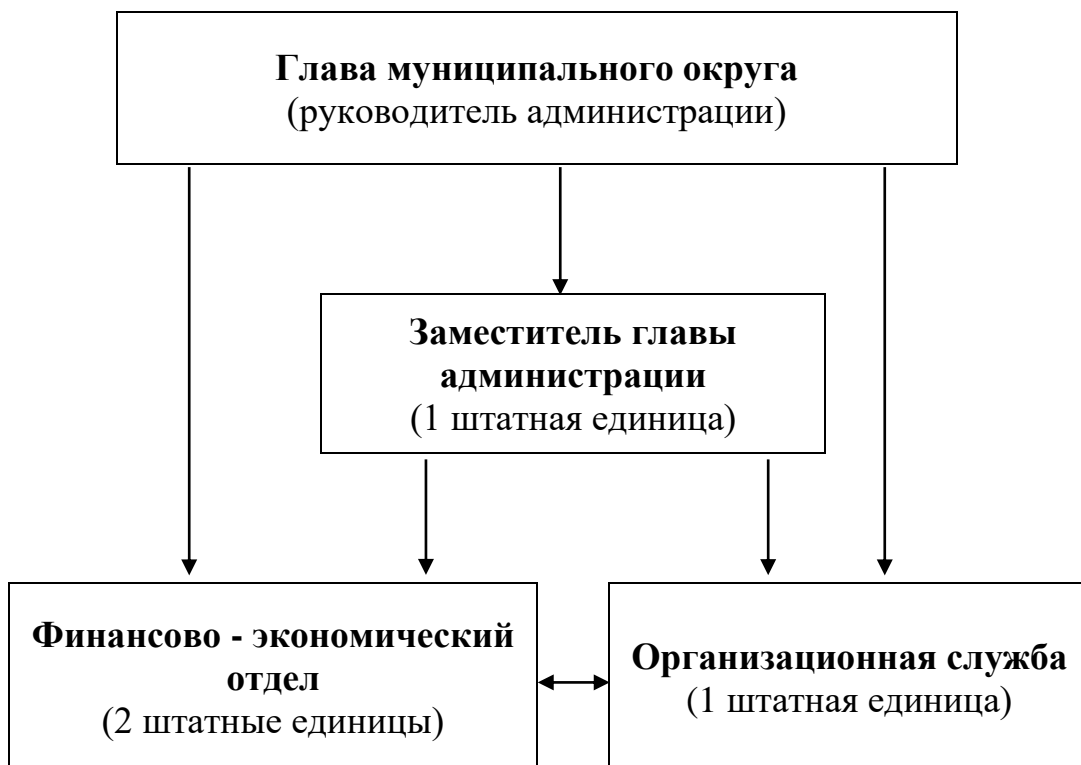 Глава муниципального округа
(руководитель администрации)
Заместитель главы
администрации
(1 штатная единица)
Финансово - экономический
отдел
(2 штатные единицы)
Организационная служба
(1 штатная единица)